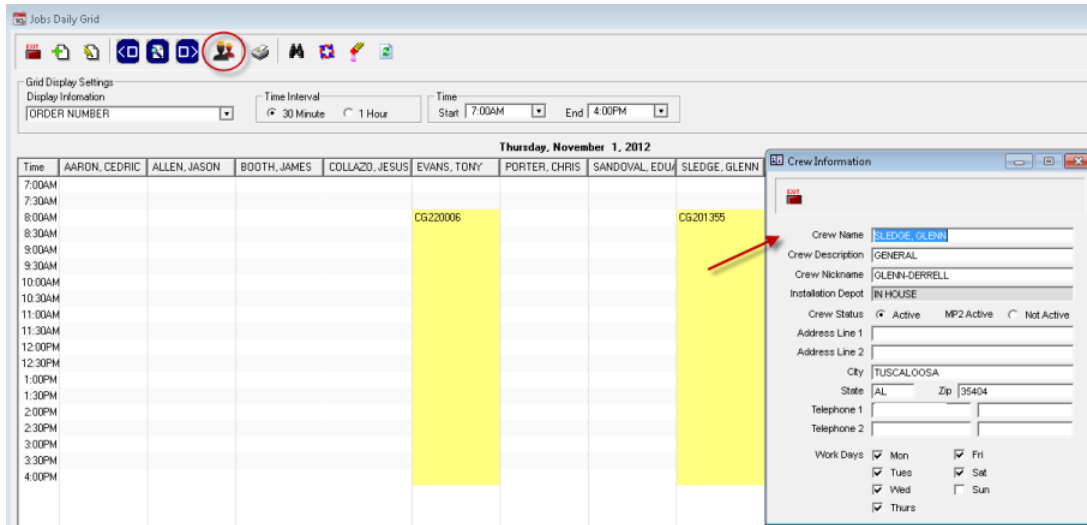 Jobs Daily Grid
EXIT
Grid Display Settings
Display Infomation
ORDER NUMBER
Time Interval
30 Minute 1 Hour
Time
Start 7:00AM End 4:00PM
Thursday, November 1, 2012
Time AARON, CEDRIC ALLEN, JASON BOOTH, JAMES COLLAZO, JESUS EVANS, TONY PORTER, CHRIS SANDOVAL, EDUA SLEDGE, GLENN
7:00AM
7:30AM
8:00AM CG220006 CG201355
8:30AM
9:00AM
9:30AM
10:00AM
10:30AM
11:00AM
11:30AM
12:00PM
12:30PM
1:00PM
1:30PM
2:00PM
2:30PM
3:00PM
3:30PM
4:00PM
Crew Information
EXIT
Crew Name SLEDGE, GLENN
Crew Description GENERAL
Crew Nickname GLENN-DERRELL
Installation Depot IN HOUSE
Crew Status Active MP2 Active Not Active
Address Line 1
Address Line 2
City TUSCALOOSA
State AL Zip 35404
Telephone 1
Telephone 2
Work Days Mon Fri
Tues Sat
Wed Sun
Thurs